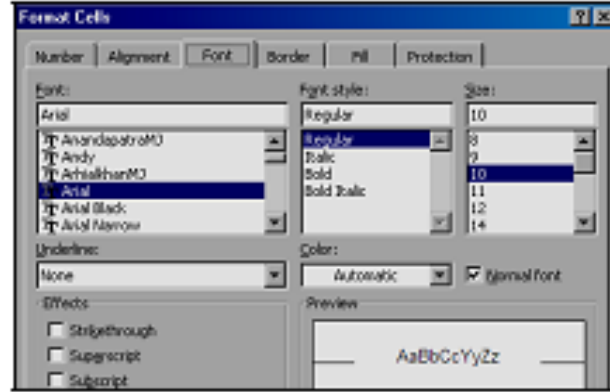 Format Cells
Number Alignment Font Border Fill Protection
Font: Font style: Size:
Arial Regular 10
AnandapatraMJ Regular 8
Andy Italic 9
ArhialkhanMJ Bold 10
Arial Bold Italic 11
Arial Black 12
Arial Narrow 14
Underline: Color:
None Automatic Normal font
Effects Preview
Strikethrough
Superscript AaBbCcYyZz
Subscript